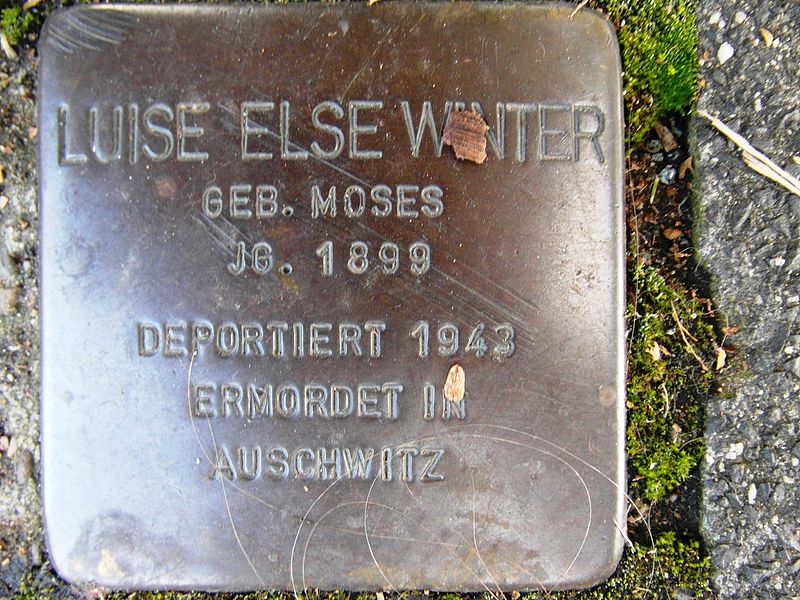 LUISE ELSE WINTER
GEB. MOSES
JG. 1899
DEPORTIERT 1943
ERMORDET IN
AUSCHWITZ